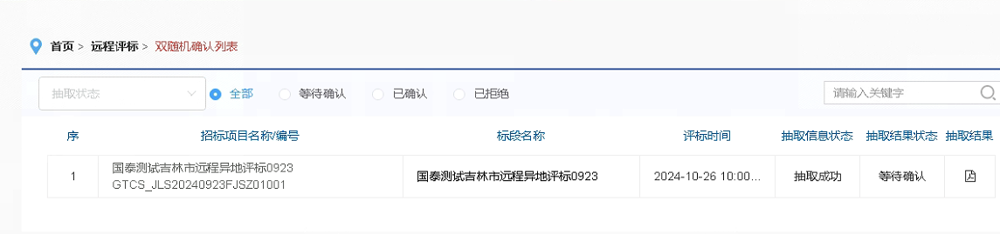 首页 > 远程评标 > 双随机确认列表
抽取状态 全部 等待确认 已确认 已拒绝 请输入关键字
序 招标项目名称/编号 标段名称 评标时间 抽取信息状态 抽取结果状态 抽取结果
1 国泰测试吉林市远程异地评标0923 国泰测试吉林市远程异地评标0923 2024-10-26 10:00... 抽取成功 等待确认
GTCS_JLS20240923FJSZ01001